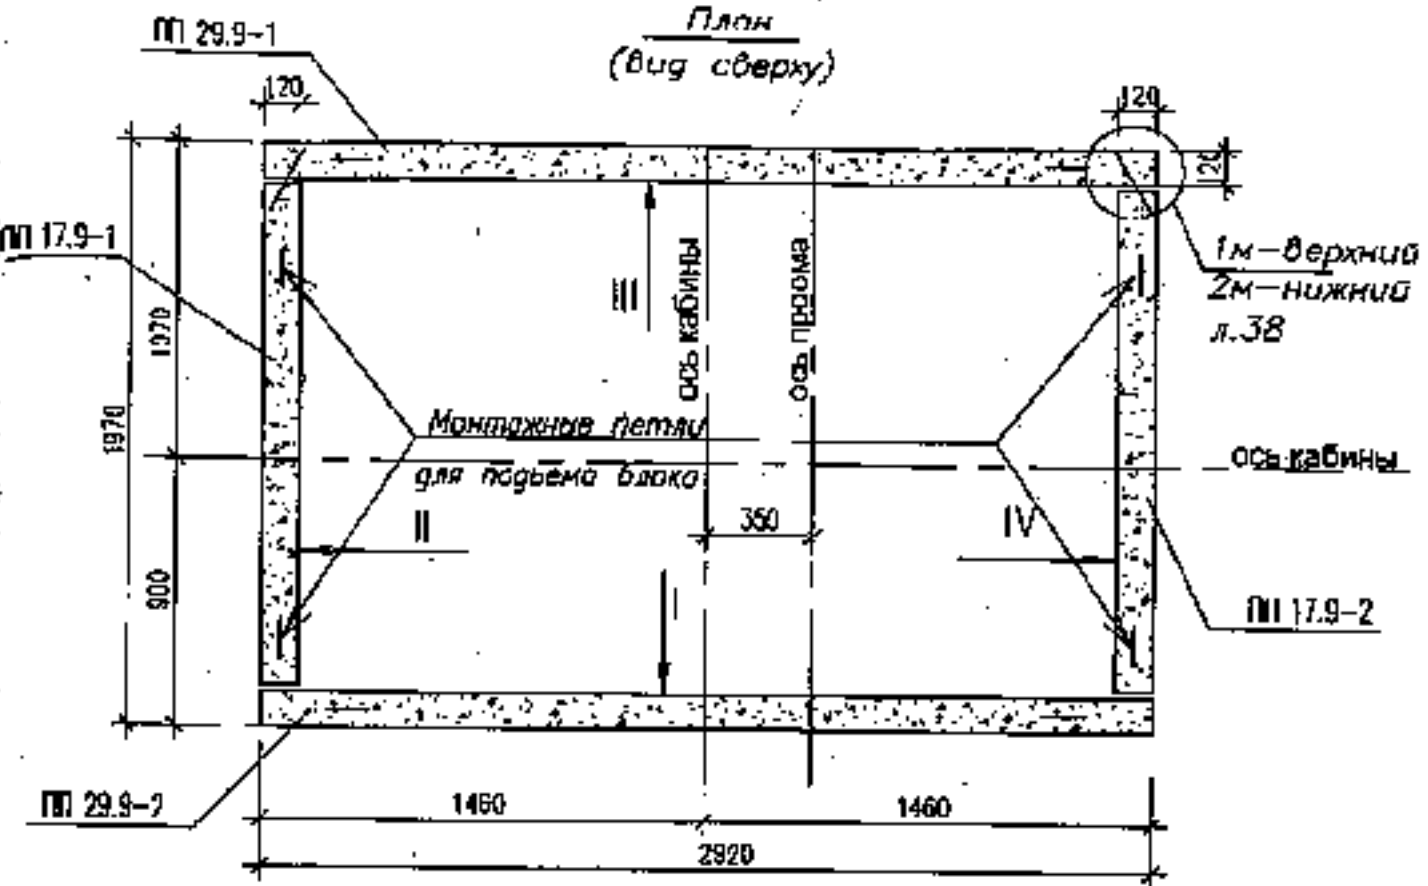 План
(вид сверху)
ПП 29.9-1
120
120
120
ПП 17.9-1
1м-верхний
2м-нижний
л.38
1070
1970
900
III
ось кабины
ось проома
Монтажные петли
для подъема блока
ось кабины
II
350
IV
I
ПП 17.9-2
ПП 29.9-2
1460
1460
2920